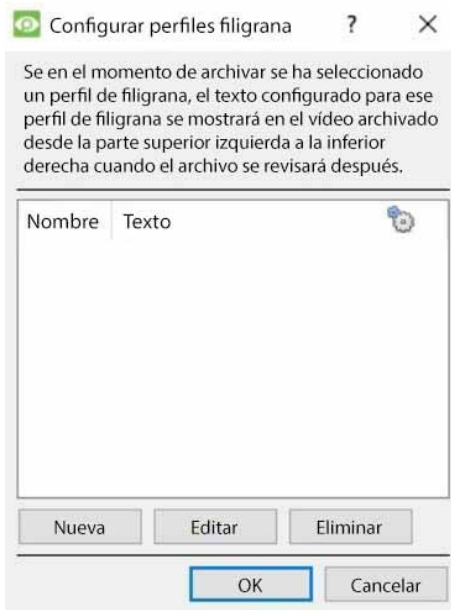 Configurar perfiles filigrana ? ×
Se en el momento de archivar se ha seleccionado
un perfil de filigrana, el texto configurado para ese
perfil de filigrana se mostrará en el vídeo archivado
desde la parte superior izquierda a la inferior
derecha cuando el archivo se revisará después.
Nombre Texto
Nueva Editar Eliminar
OK Cancelar